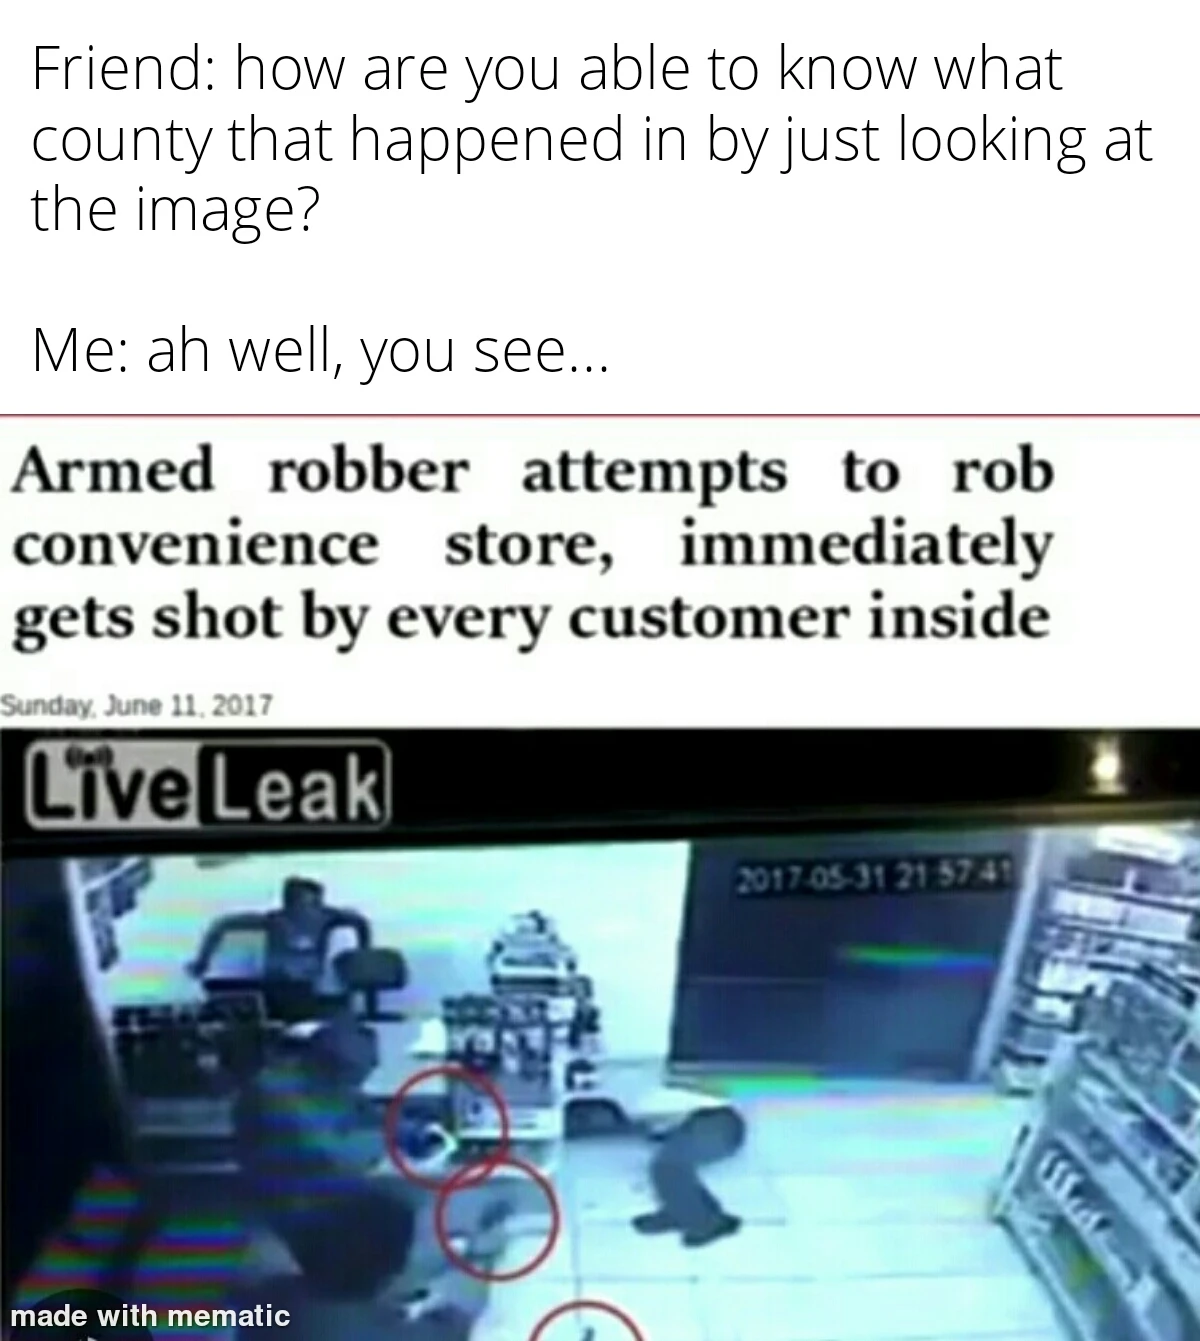 Friend: how are you able to know what
county that happened in by just looking at
the image?
Me: ah well, you see...
Armed robber attempts to rob
convenience store, immediately
gets shot by every customer inside
Sunday, June 11, 2017
LiveLeak
2017-05-31 21:57:41
made with mematic